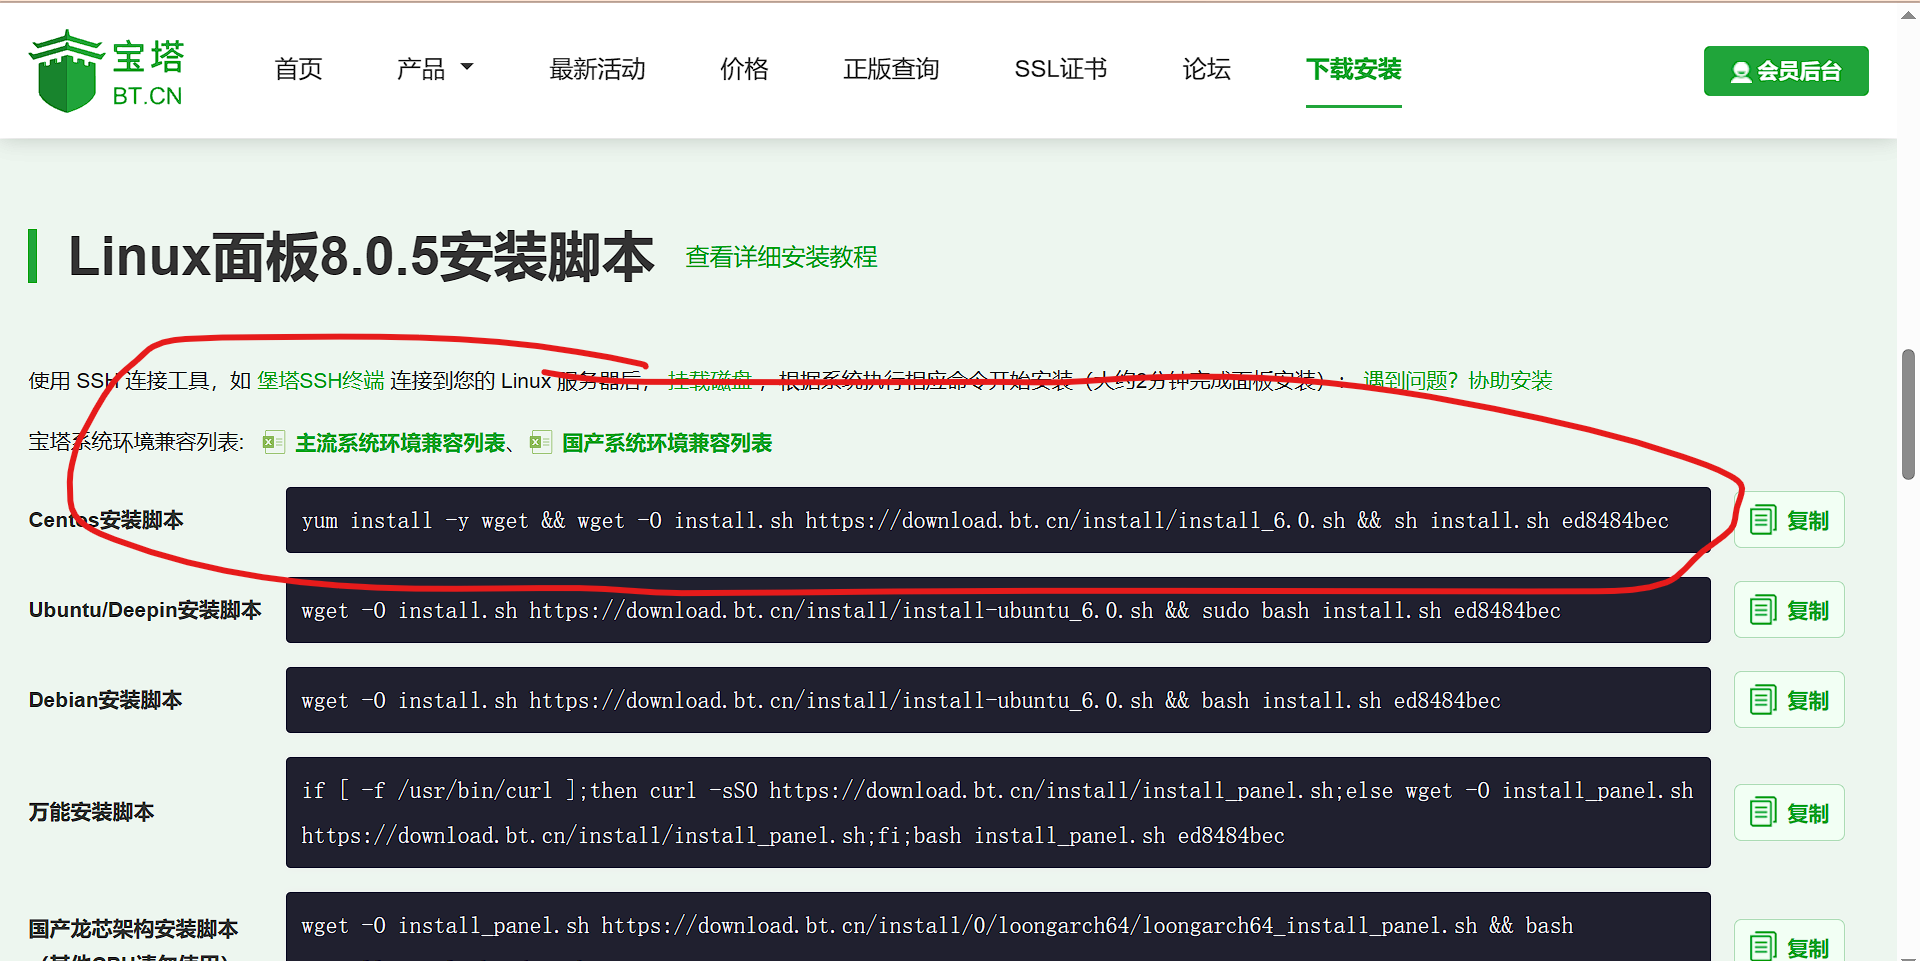 宝塔
BT.CN
首页 产品 最新活动 价格 正版查询 SSL证书 论坛 下载安装 会员后台
Linux面板8.0.5安装脚本 查看详细安装教程
使用 SSH 连接工具，如 堡塔SSH终端 连接到您的 Linux 服务器后， 挂载磁盘 ，根据系统执行相应命令开始安装（大约2分钟完成面板安装）： 遇到问题？协助安装
宝塔系统环境兼容列表: 主流系统环境兼容列表、 国产系统环境兼容列表
Centos安装脚本 yum install -y wget && wget -O install.sh https://download.bt.cn/install/install_6.0.sh && sh install.sh ed8484bec 复制
Ubuntu/Deepin安装脚本 wget -O install.sh https://download.bt.cn/install/install-ubuntu_6.0.sh && sudo bash install.sh ed8484bec 复制
Debian安装脚本 wget -O install.sh https://download.bt.cn/install/install-ubuntu_6.0.sh && bash install.sh ed8484bec 复制
万能安装脚本 if [ -f /usr/bin/curl ];then curl -sSO https://download.bt.cn/install/install_panel.sh;else wget -O install_panel.sh
https://download.bt.cn/install/install_panel.sh;fi;bash install_panel.sh ed8484bec 复制
国产龙芯架构安装脚本 wget -O install_panel.sh https://download.bt.cn/install/0/loongarch64/loongarch64_install_panel.sh && bash 复制